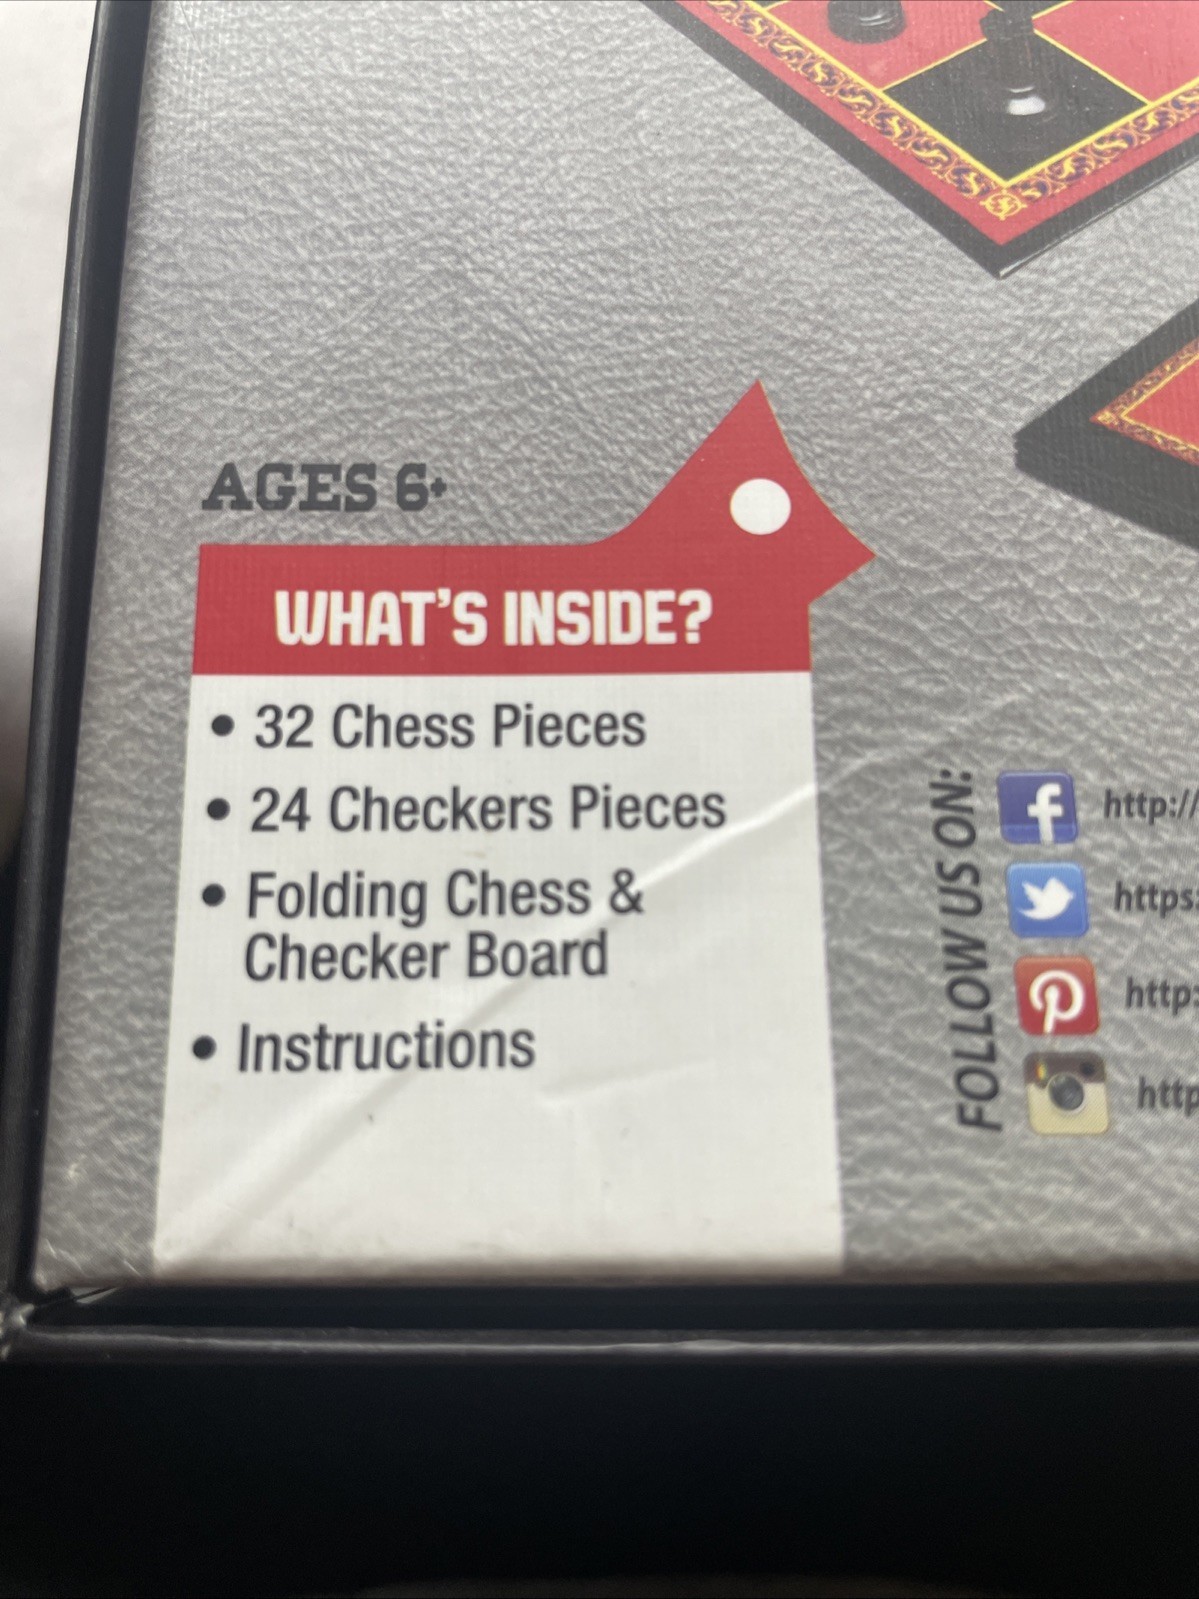 AGES 6+
WHAT'S INSIDE?
• 32 Chess Pieces
• 24 Checkers Pieces
• Folding Chess &
Checker Board
• Instructions
FOLLOW US ON:
http://
https:
http:
http